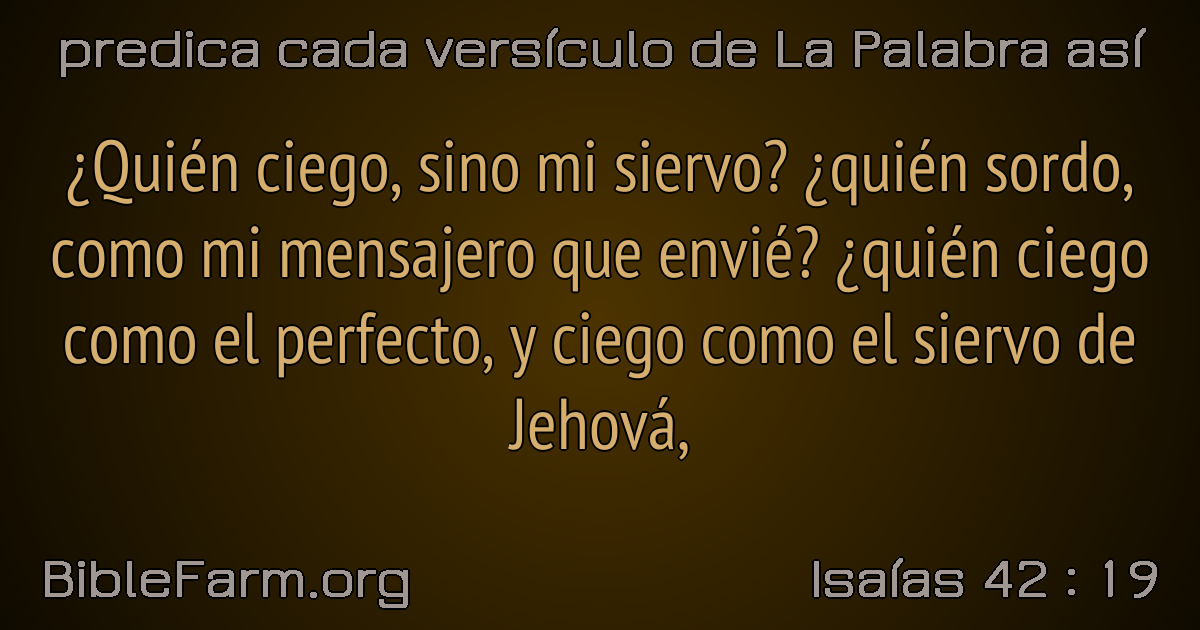 predica cada versículo de La Palabra así
¿Quién ciego, sino mi siervo? ¿quién sordo,
como mi mensajero que envié? ¿quién ciego
como el perfecto, y ciego como el siervo de
Jehová,
BibleFarm.org
Isaías 42 : 19